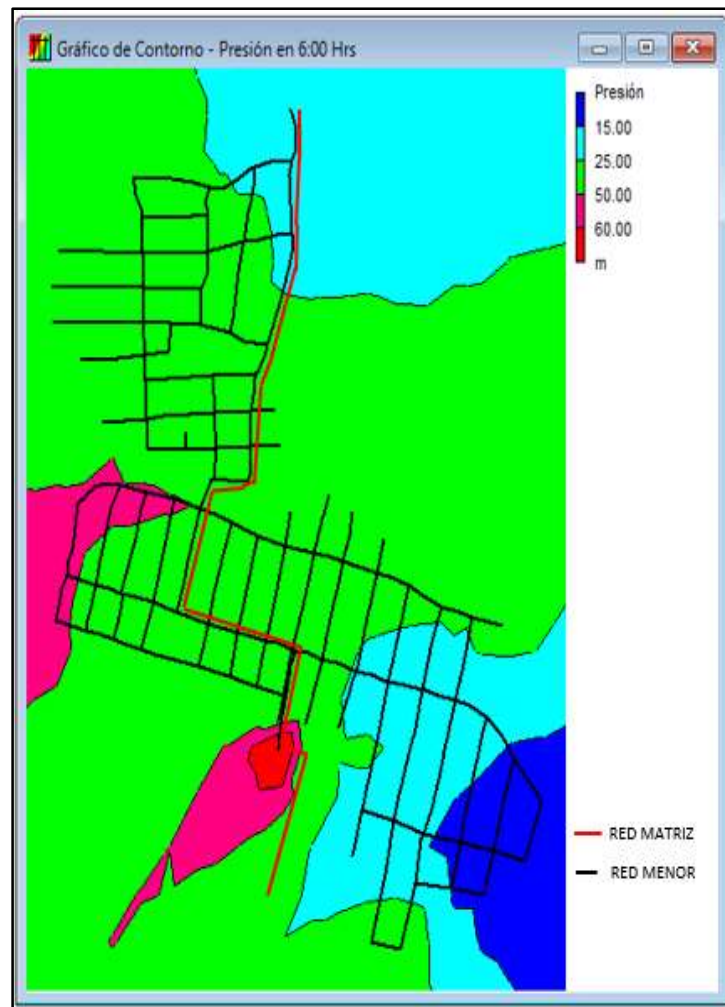 Gráfico de Contorno - Presión en 6:00 Hrs
Presión
15.00
25.00
50.00
60.00
m
RED MATRIZ
RED MENOR